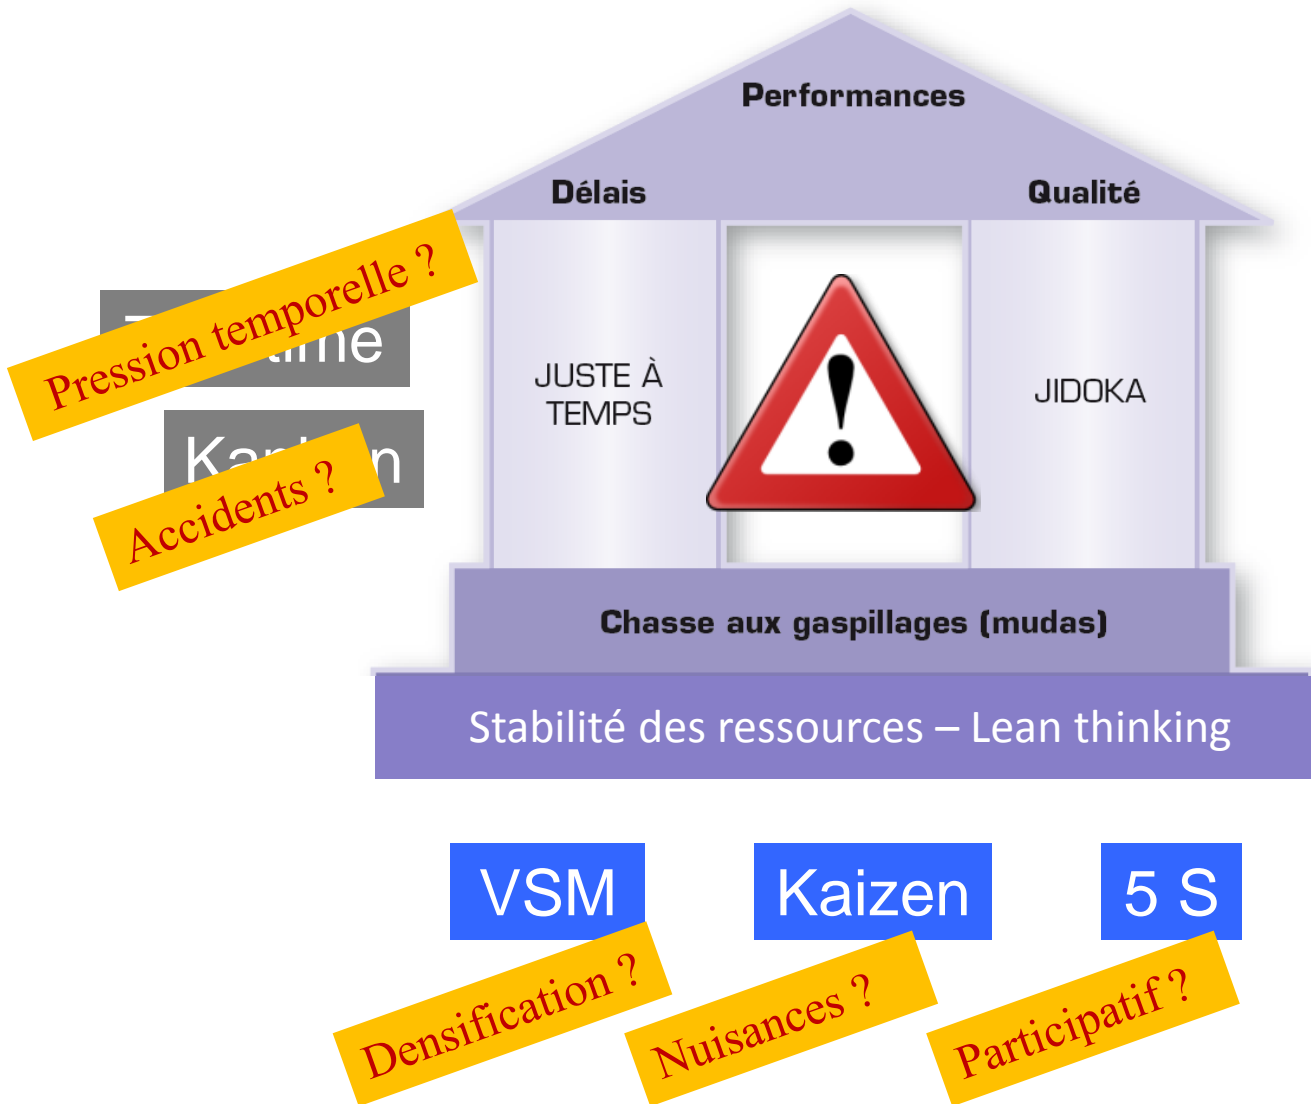 Performances
Délais
Qualité
Pression temporelle ?
time
JUSTE À
TEMPS
JIDOKA
Accidents ?
Chasse aux gaspillages (mudas)
Stabilité des ressources – Lean thinking
VSM
Kaizen
5 S
Densification ?
Nuisances ?
Participatif ?